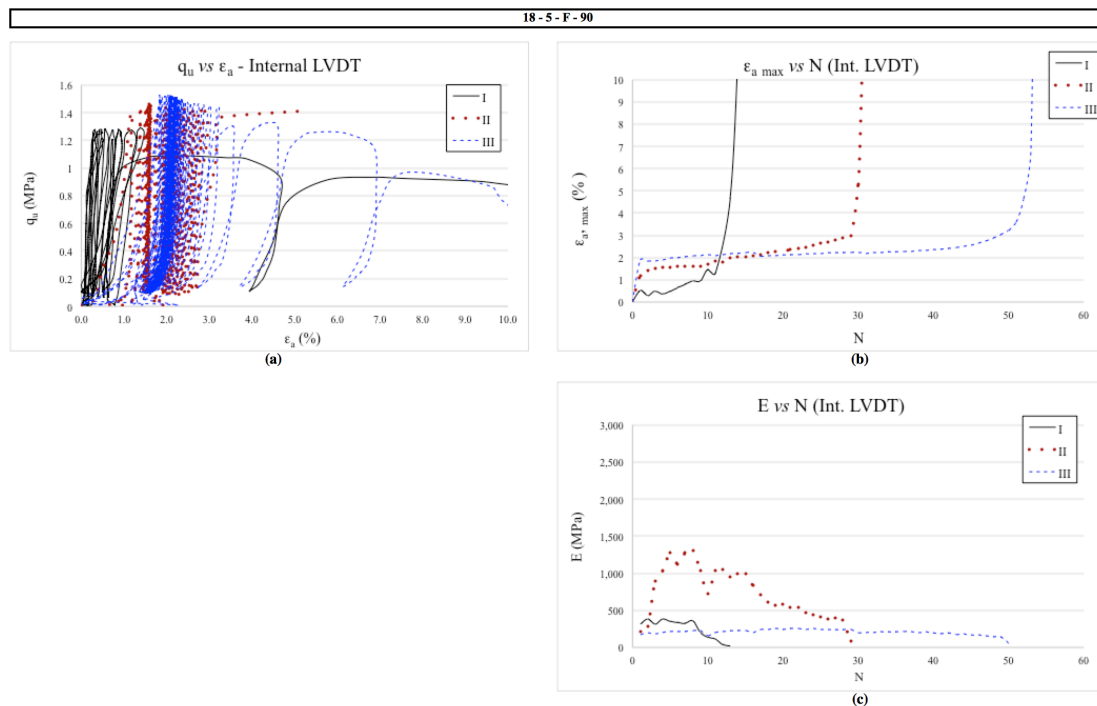 18 - 5 - F - 90
qu vs εa - Internal LVDT
I
II
III
qu (MPa)
1.6
1.4
1.2
1
0.8
0.6
0.4
0.2
0
0.0 1.0 2.0 3.0 4.0 5.0 6.0 7.0 8.0 9.0 10.0
εa (%)
(a)
εa max vs N (Int. LVDT)
I
II
III
εa, max (%)
10
9
8
7
6
5
4
3
2
1
0
0 10 20 30 40 50 60
N
(b)
E vs N (Int. LVDT)
I
II
III
E (MPa)
3,000
2,500
2,000
1,500
1,000
500
0
0 10 20 30 40 50 60
N
(c)